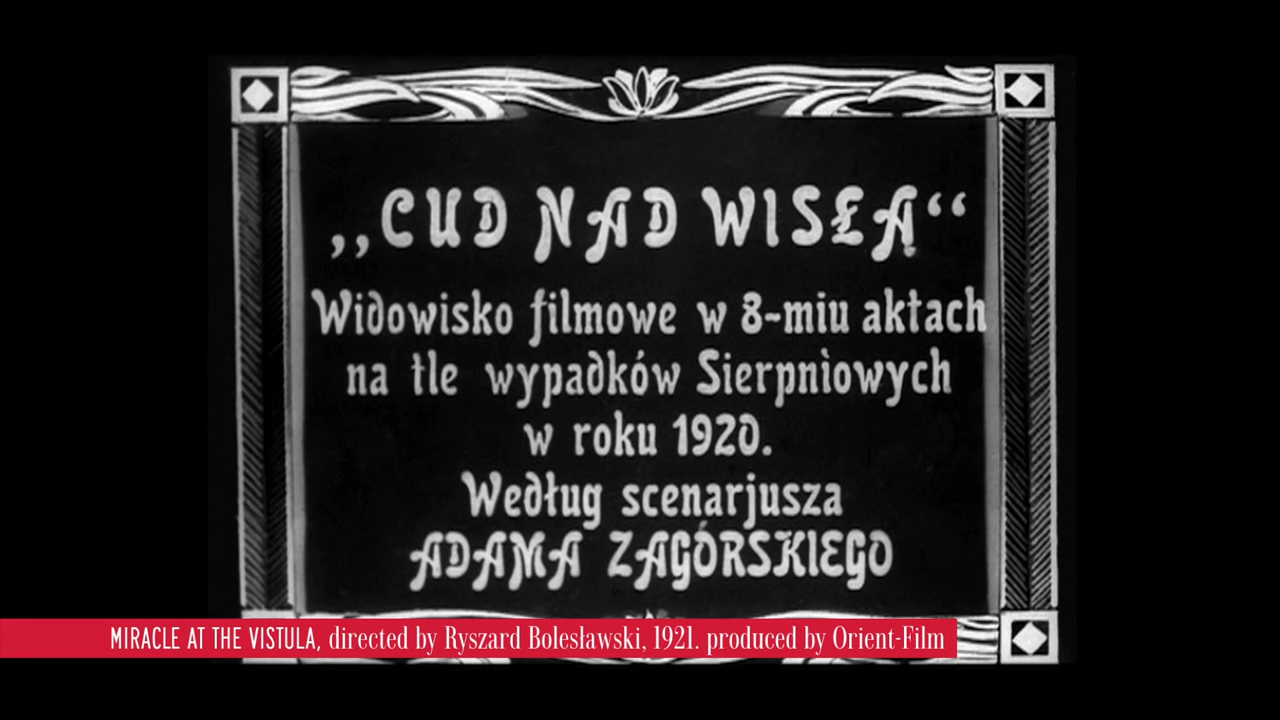 „CUD NAD WISŁĄ“
Widowisko filmowe w 8-miu aktach
na tle wypadków Sierpniowych
w roku 1920.
Według scenarjusza
ADAMA ZAGÓRSKIEGO
MIRACLE AT THE VISTULA, directed by Ryszard Bolesławski, 1921. produced by Orient-Film